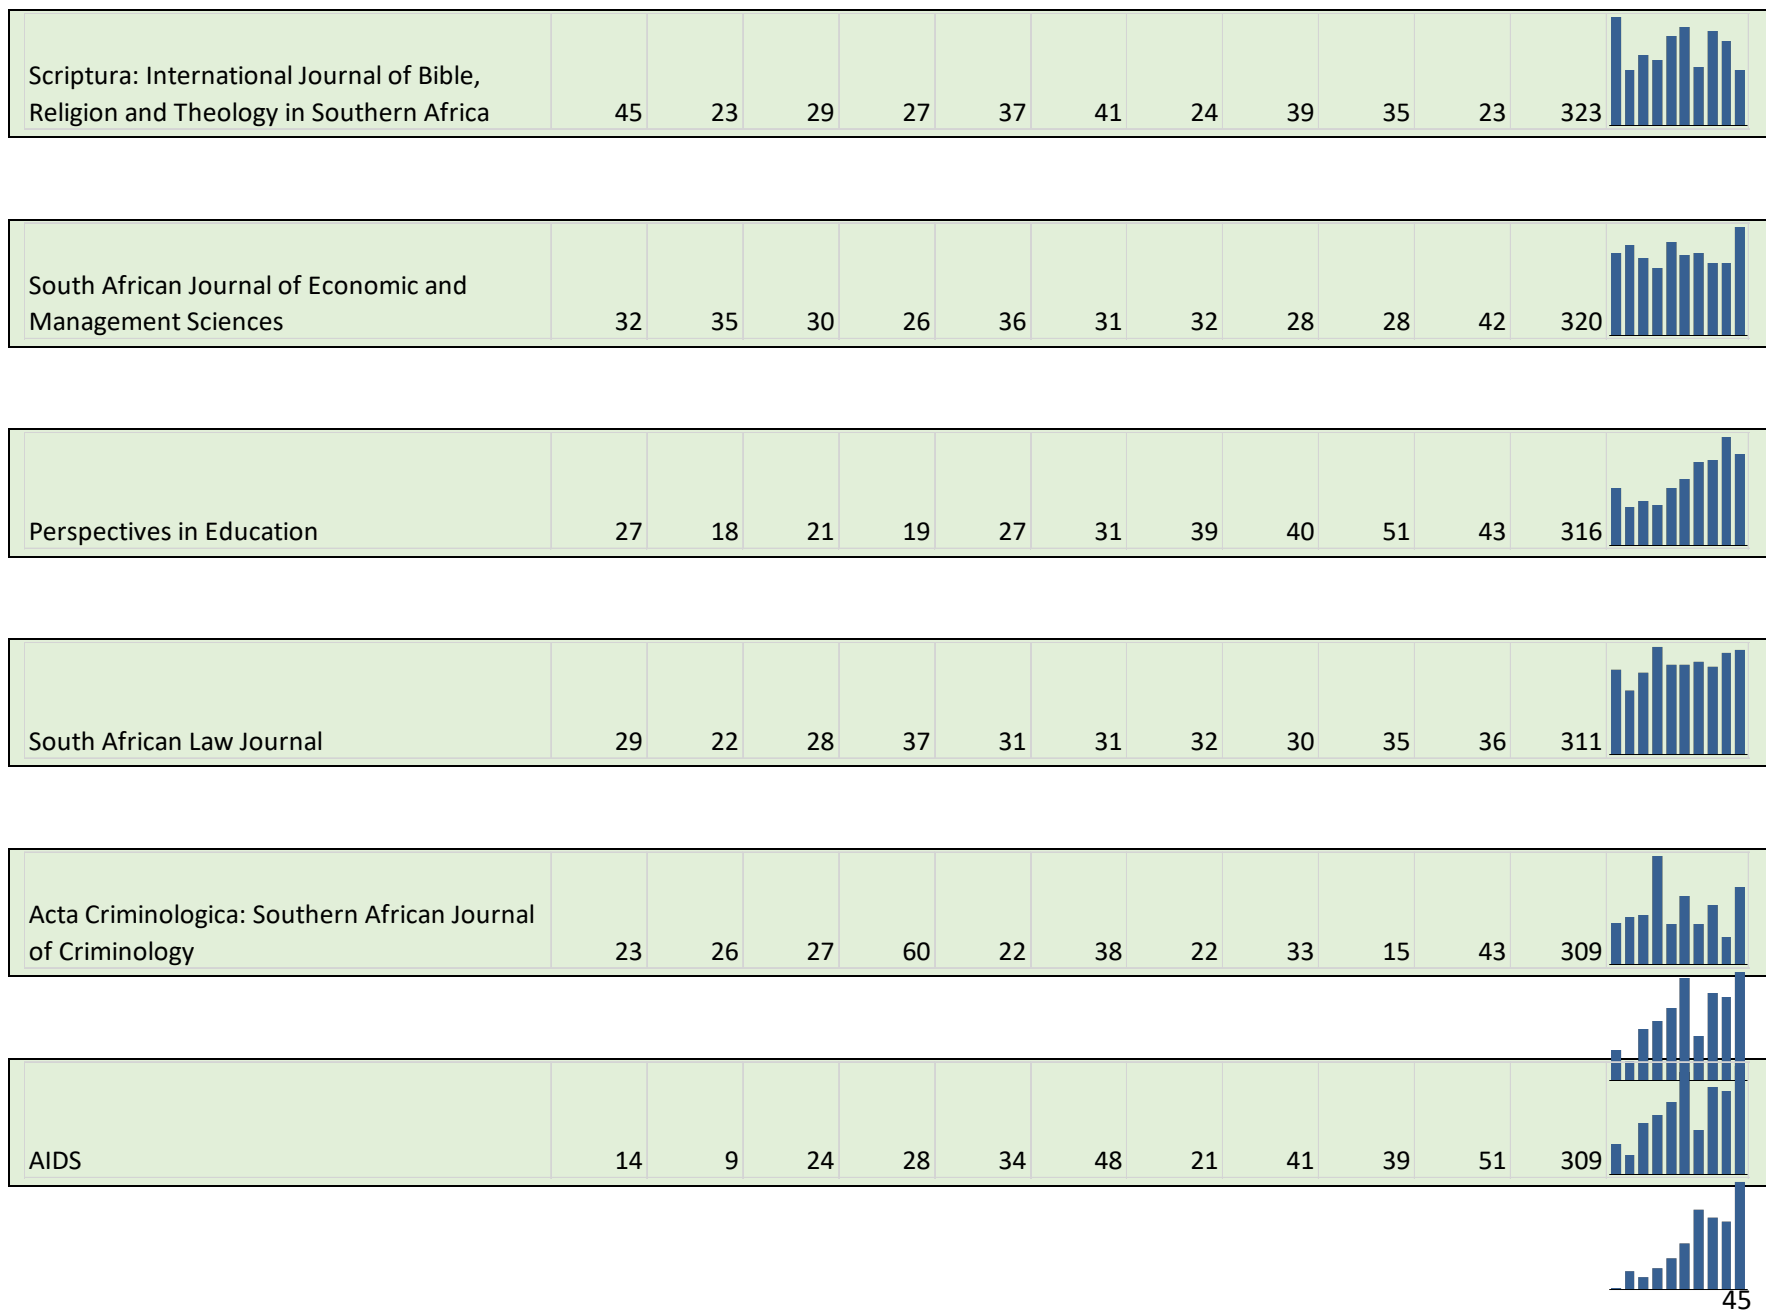 Scriptura: International Journal of Bible,
Religion and Theology in Southern Africa 45 23 29 27 37 41 24 39 35 23 323
South African Journal of Economic and
Management Sciences 32 35 30 26 36 31 32 28 28 42 320
Perspectives in Education 27 18 21 19 27 31 39 40 51 43 316
South African Law Journal 29 22 28 37 31 31 32 30 35 36 311
Acta Criminologica: Southern African Journal
of Criminology 23 26 27 60 22 38 22 33 15 43 309
AIDS 14 9 24 28 34 48 21 41 39 51 309
45